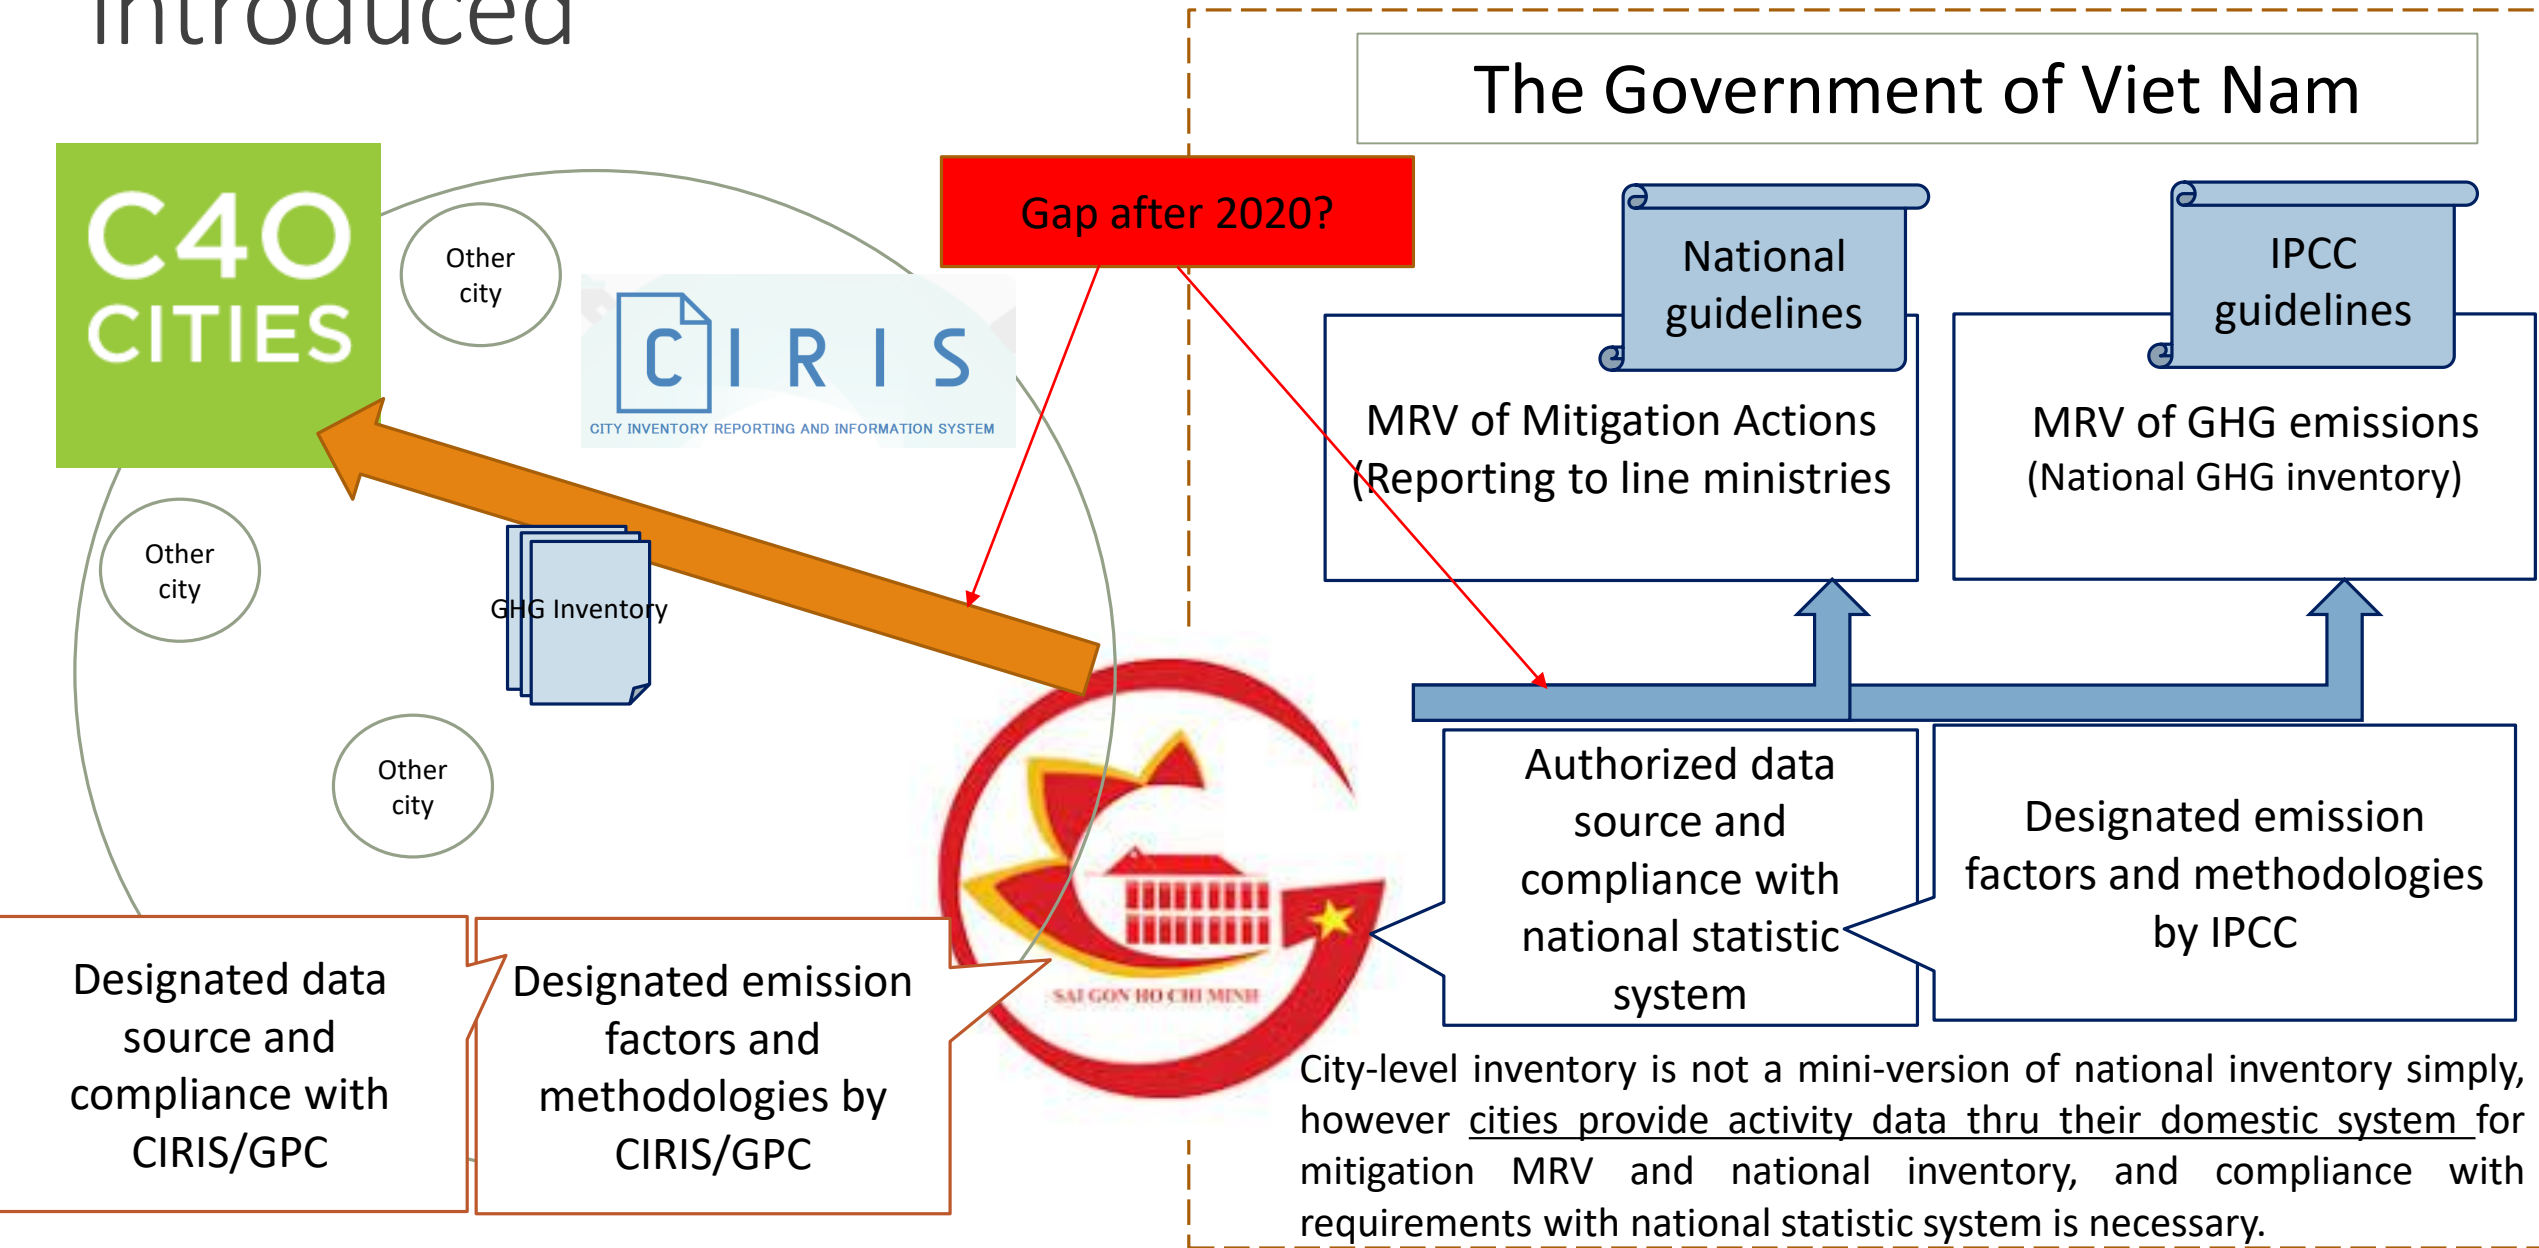 Introduced
The Government of Viet Nam
C40
CITIES
Other
city
CIRIS
CITY INVENTORY REPORTING AND INFORMATION SYSTEM
Gap after 2020?
National
guidelines
IPCC
guidelines
MRV of Mitigation Actions
(Reporting to line ministries
MRV of GHG emissions
(National GHG inventory)
Other
city
GHG Inventory
Other
city
Authorized data
source and
compliance with
national statistic
system
Designated emission
factors and methodologies
by IPCC
SAI GON HO CHI MINH
Designated data
source and
compliance with
CIRIS/GPC
Designated emission
factors and
methodologies by
CIRIS/GPC
City-level inventory is not a mini-version of national inventory simply,
however cities provide activity data thru their domestic system for
mitigation MRV and national inventory, and compliance with
requirements with national statistic system is necessary.